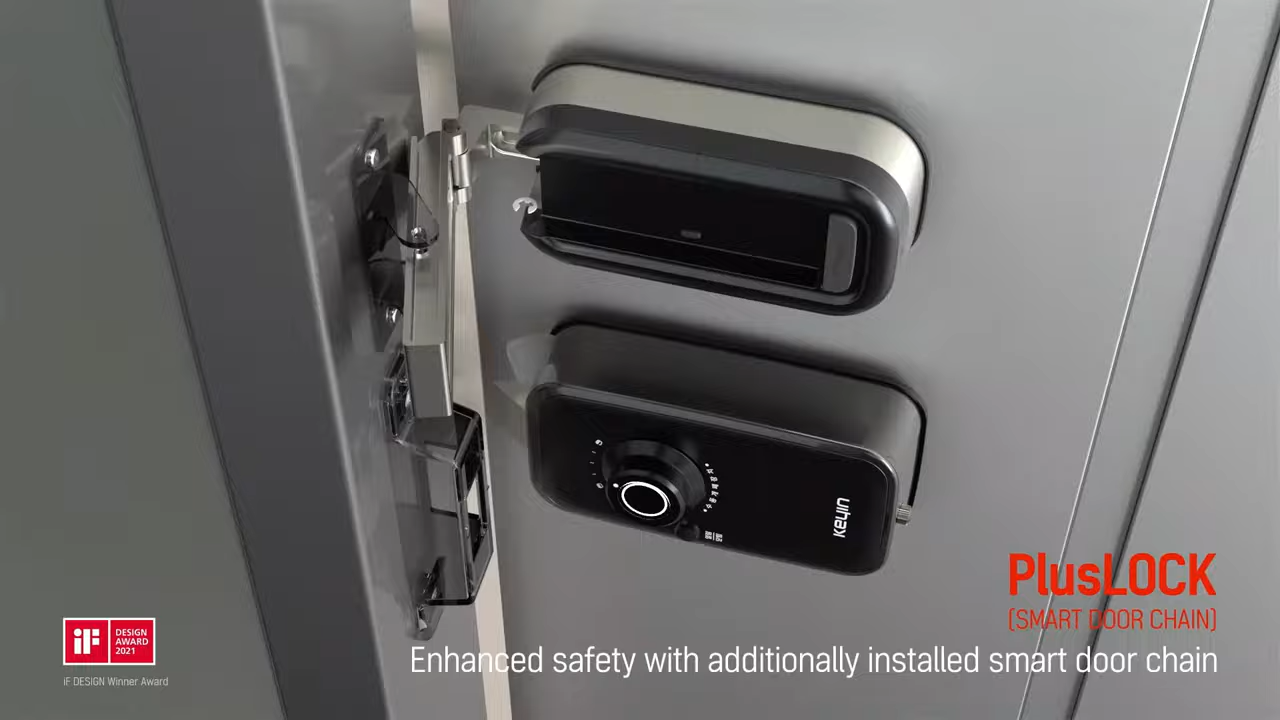 KEYIN
PlusLOCK
(SMART DOOR CHAIN)
Enhanced safety with additionally installed smart door chain
iF
DESIGN
AWARD
2021
iF DESIGN Winner Award